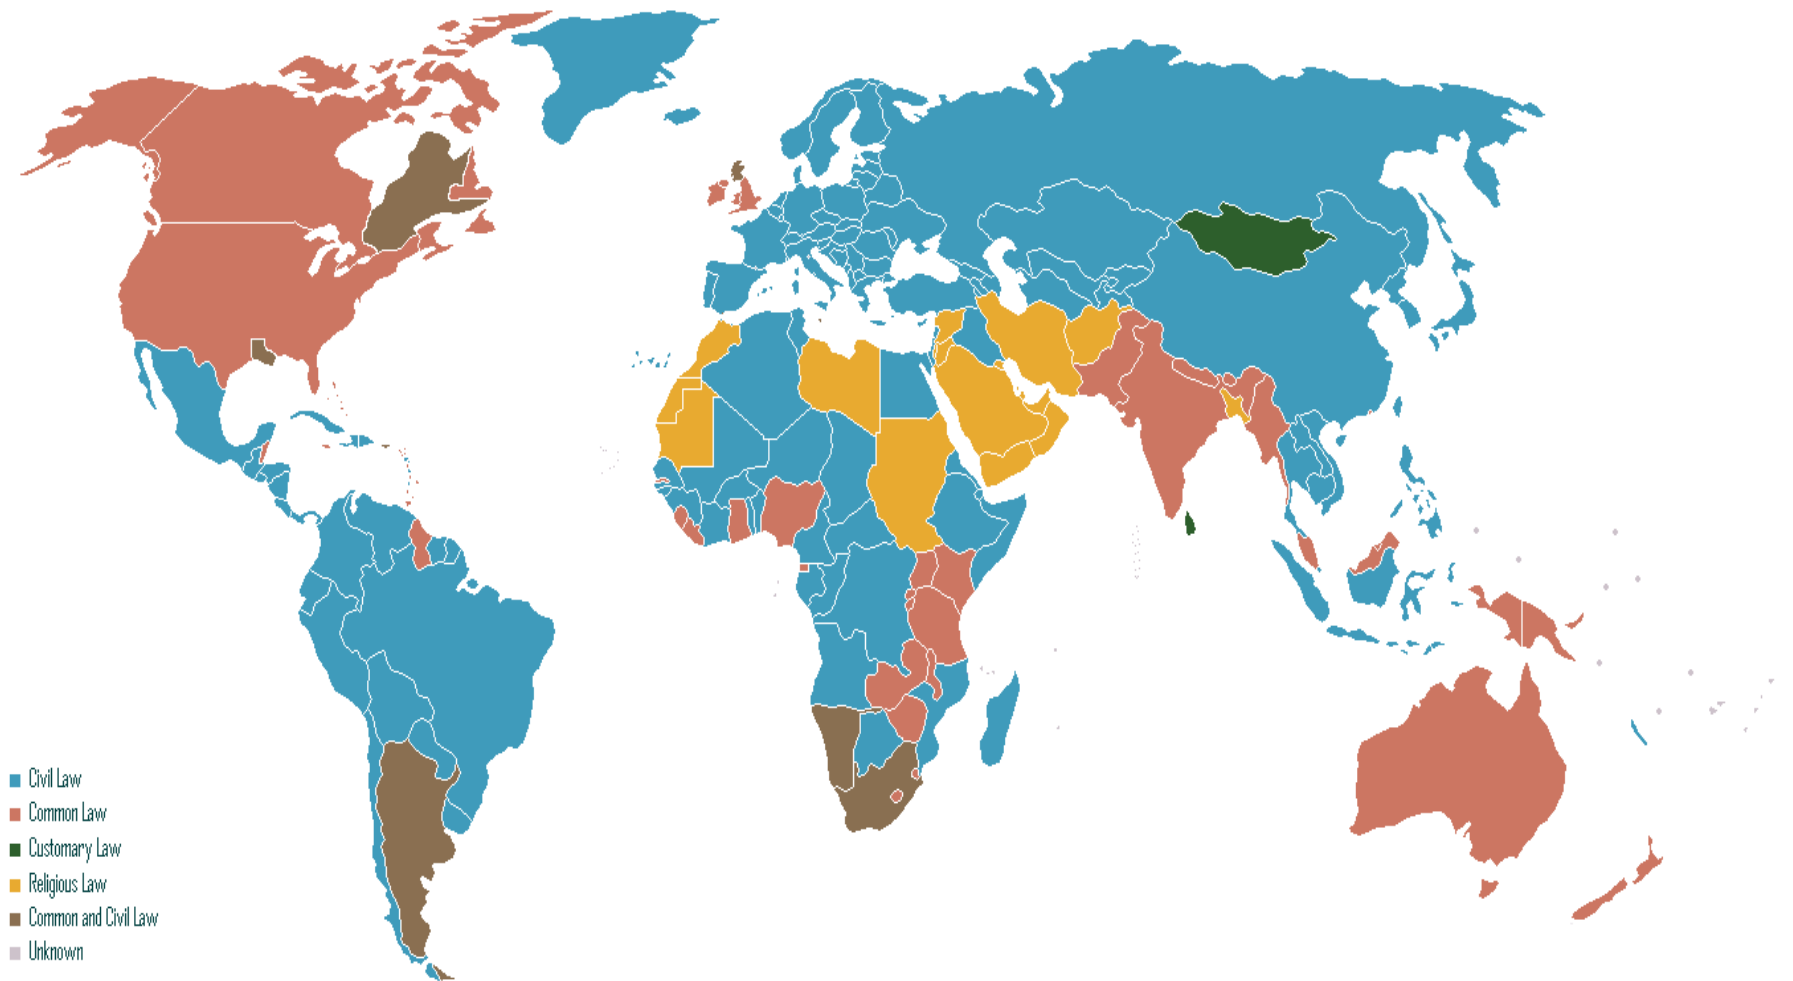 Civil Law
Common Law
Customary Law
Religious Law
Common and Civil Law
Unknown